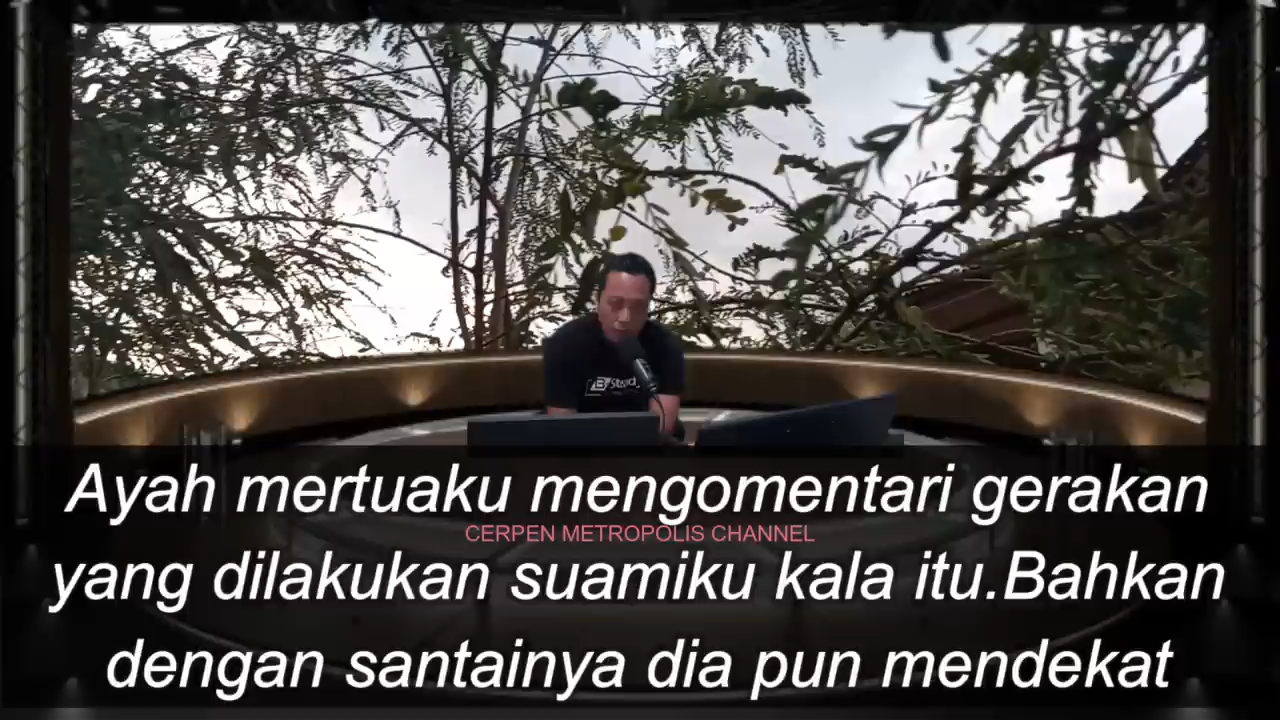 Ayah mertuaku mengomentari gerakan
CERPEN METROPOLIS CHANNEL
yang dilakukan suamiku kala itu.Bahkan
dengan santainya dia pun mendekat